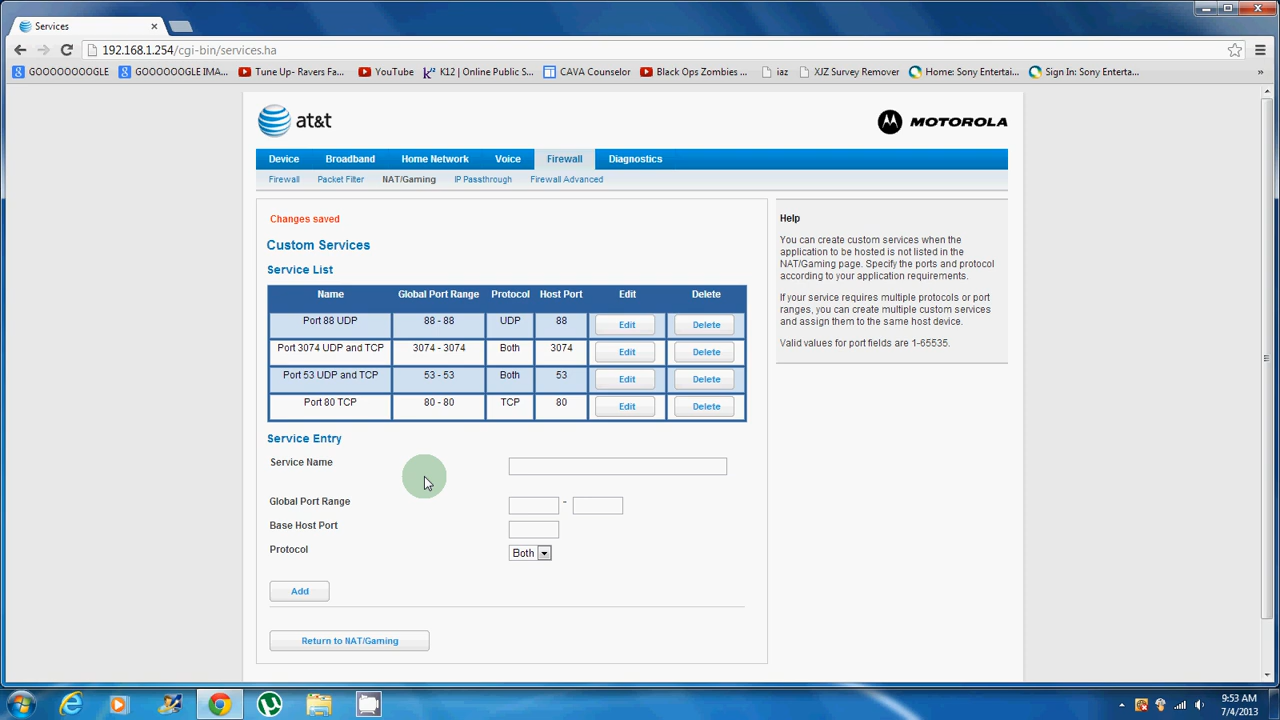 Services
192.168.1.254/cgi-bin/services.ha
GOOOOOOOGLE GOOOOOOGLE IMA... Tune Up- Ravers Fa... YouTube K12 | Online Public S... CAVA Counselor Black Ops Zombies ... iaz XJZ Survey Remover Home: Sony Entertai... Sign In: Sony Enterta... »
at&t
MOTOROLA
Device Broadband Home Network Voice Firewall Diagnostics
Firewall Packet Filter NAT/Gaming IP Passthrough Firewall Advanced
Changes saved
Custom Services
Service List
Name Global Port Range Protocol Host Port Edit Delete
Port 88 UDP 88 - 88 UDP 88 Edit Delete
Port 3074 UDP and TCP 3074 - 3074 Both 3074 Edit Delete
Port 53 UDP and TCP 53 - 53 Both 53 Edit Delete
Port 80 TCP 80 - 80 TCP 80 Edit Delete
Service Entry
Service Name
Global Port Range -
Base Host Port
Protocol Both
Add
Return to NAT/Gaming
Help
You can create custom services when the
application to be hosted is not listed in the
NAT/Gaming page. Specify the ports and protocol
according to your application requirements.
If your service requires multiple protocols or port
ranges, you can create multiple custom services
and assign them to the same host device.
Valid values for port fields are 1-65535.
9:53 AM
7/4/2013